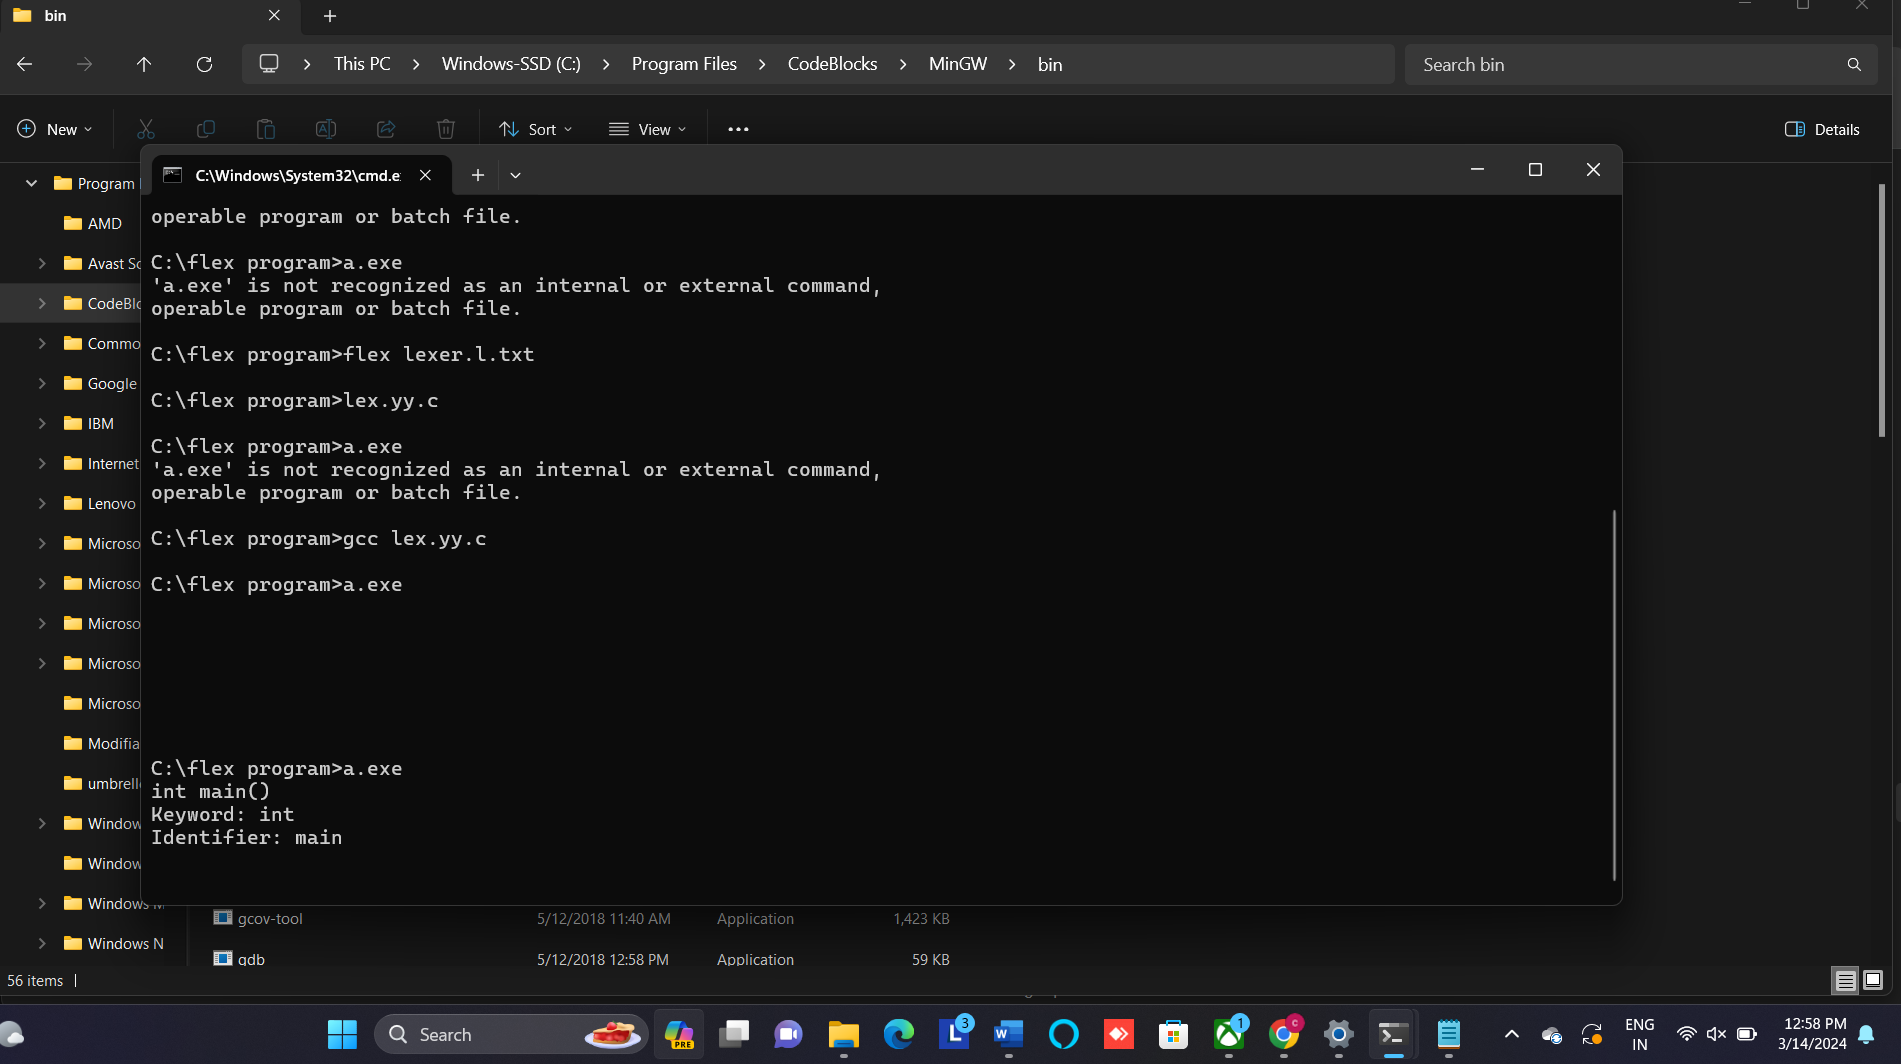 bin
This PC
Windows-SSD (C:)
Program Files
CodeBlocks
MinGW
bin
Search bin
New
Sort
View
Details
Program
AMD
Avast
CodeBlo
Commo
Google
IBM
Internet
Lenovo
Microso
Microso
Microso
Microso
Microso
Modifia
umbrell
Window
Window
Windows
Windows N
C:\Windows\System32\cmd.e
operable program or batch file.
C:\flex program>a.exe
'a.exe' is not recognized as an internal or external command,
operable program or batch file.
C:\flex program>flex lexer.l.txt
C:\flex program>lex.yy.c
C:\flex program>a.exe
'a.exe' is not recognized as an internal or external command,
operable program or batch file.
C:\flex program>gcc lex.yy.c
C:\flex program>a.exe
C:\flex program>a.exe
int main()
Keyword: int
Identifier: main
gcov-tool 5/12/2018 11:40 AM Application 1,423 KB
gdb 5/12/2018 12:58 PM Application 59 KB
56 items
Search
PRE
L
3
W
1
C
ENG
IN
12:58 PM
3/14/2024